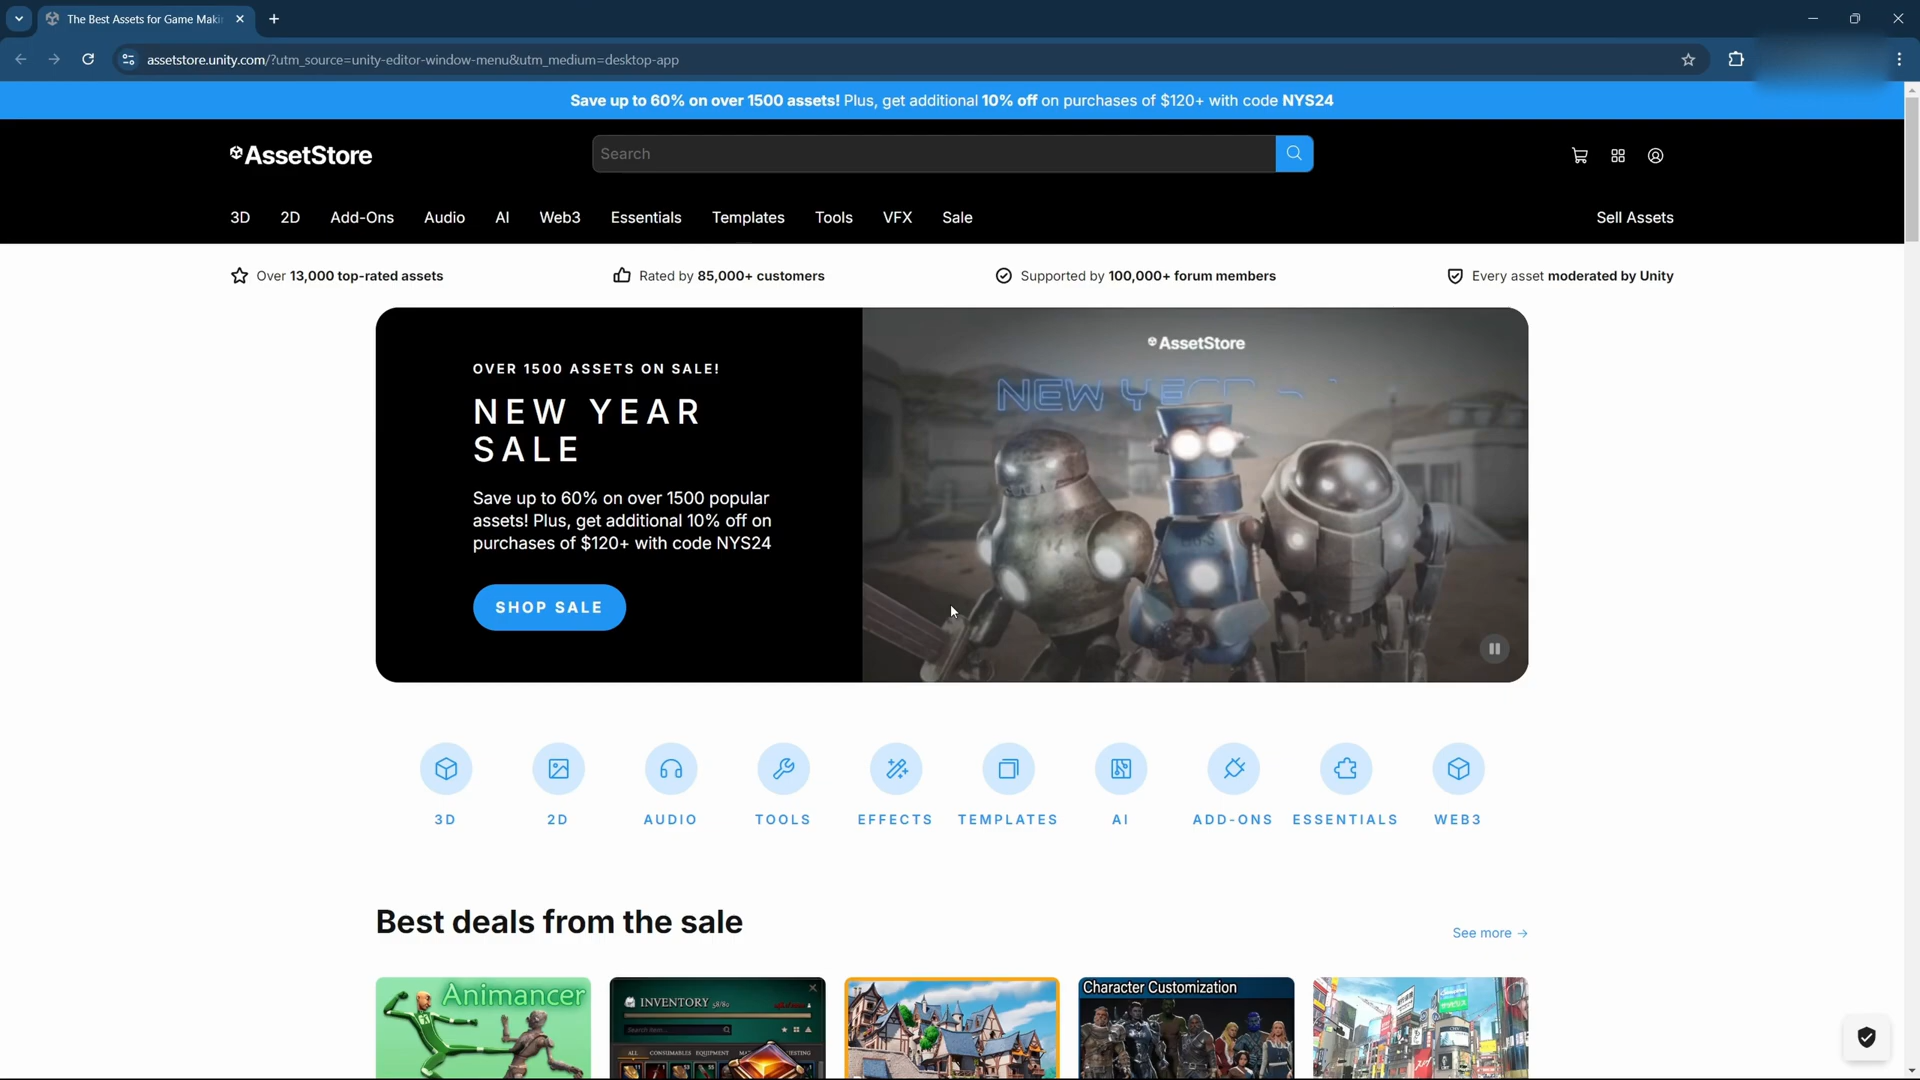 The Best Assets for Game Maki
assetstore.unity.com/?utm_source=unity-editor-window-menu&utm_medium=desktop-app
Save up to 60% on over 1500 assets! Plus, get additional 10% off on purchases of $120+ with code NYS24
AssetStore
Search
3D 2D Add-Ons Audio AI Web3 Essentials Templates Tools VFX Sale Sell Assets
Over 13,000 top-rated assets
Rated by 85,000+ customers
Supported by 100,000+ forum members
Every asset moderated by Unity
OVER 1500 ASSETS ON SALE!
NEW YEAR
SALE
Save up to 60% on over 1500 popular
assets! Plus, get additional 10% off on
purchases of $120+ with code NYS24
SHOP SALE
AssetStore
NEW YE
3D 2D AUDIO TOOLS EFFECTS TEMPLATES AI ADD-ONS ESSENTIALS WEB3
Best deals from the sale
See more →
Animancer
INVENTORY 58/80
Search item...
ALL CONSUMABLES EQUIPMENT
Character Customization